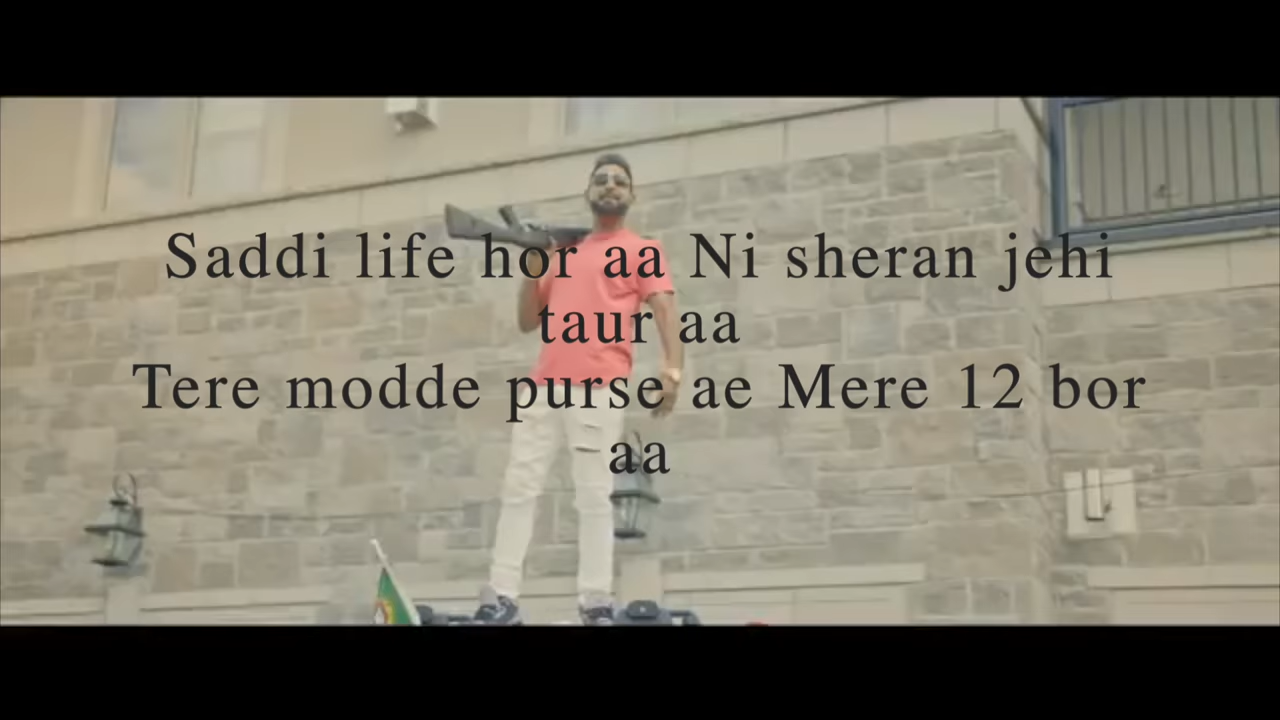 Saddi life hor aa Ni sheran jehi
taur aa
Tere modde purse ae Mere 12 bor
aa